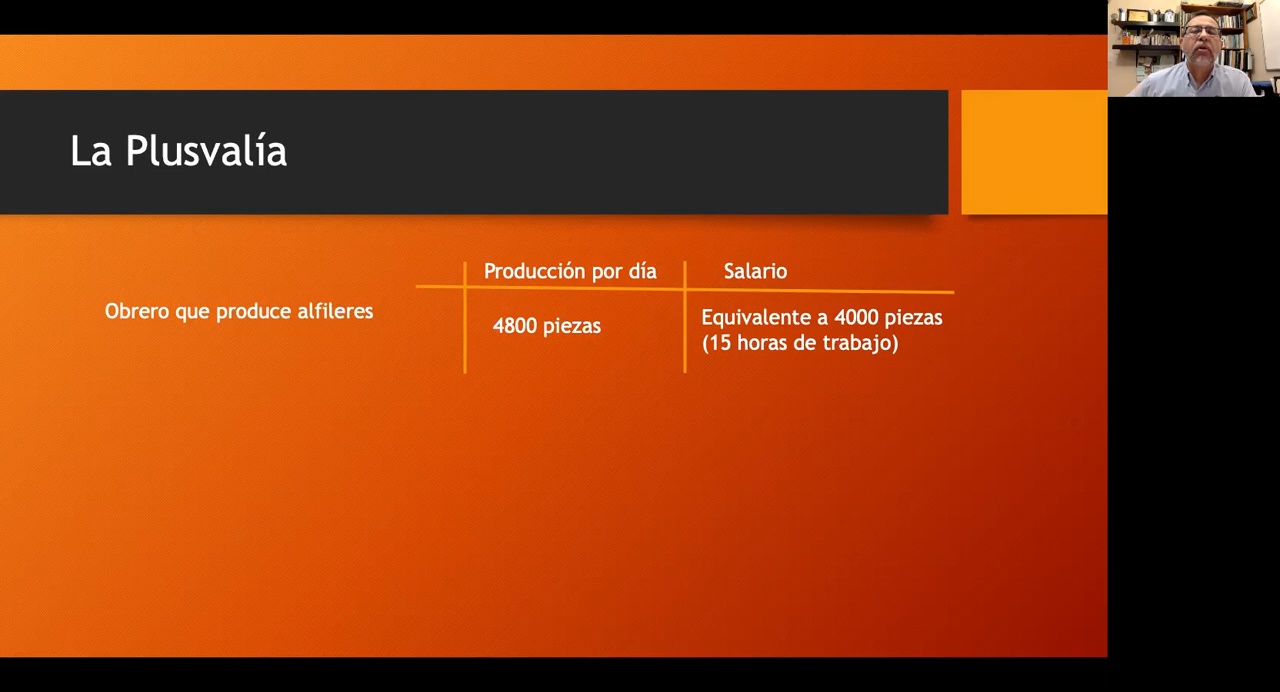 La Plusvalía
Producción por día
Salario
Obrero que produce alfileres
4800 piezas
Equivalente a 4000 piezas
(15 horas de trabajo)